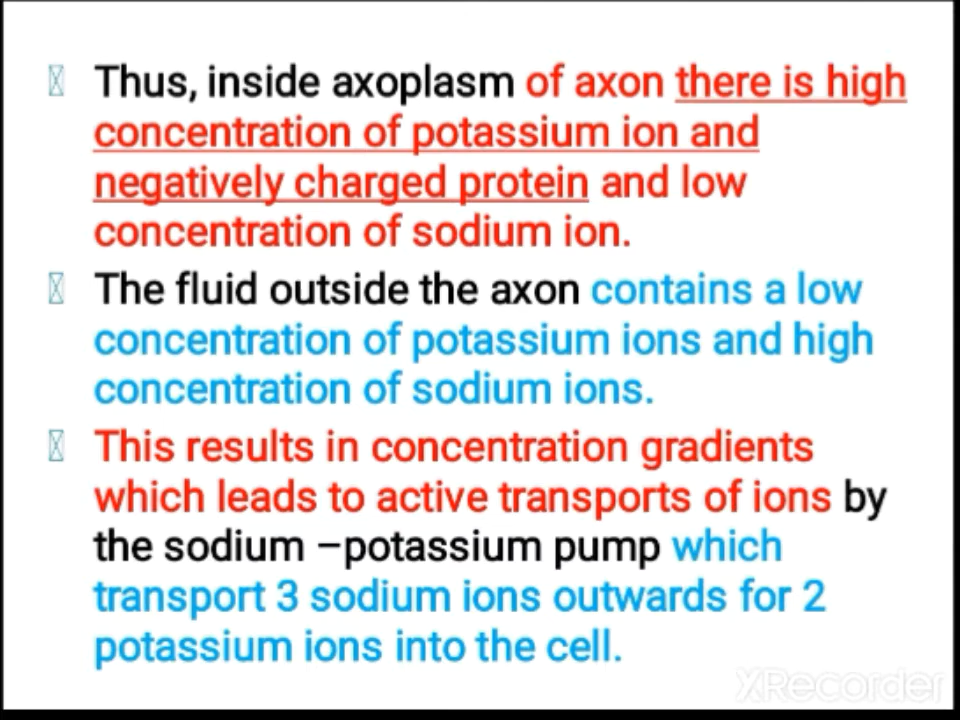 Thus, inside axoplasm of axon there is high
concentration of potassium ion and
negatively charged protein and low
concentration of sodium ion.
The fluid outside the axon contains a low
concentration of potassium ions and high
concentration of sodium ions.
This results in concentration gradients
which leads to active transports of ions by
the sodium –potassium pump which
transport 3 sodium ions outwards for 2
potassium ions into the cell.
XRecorder